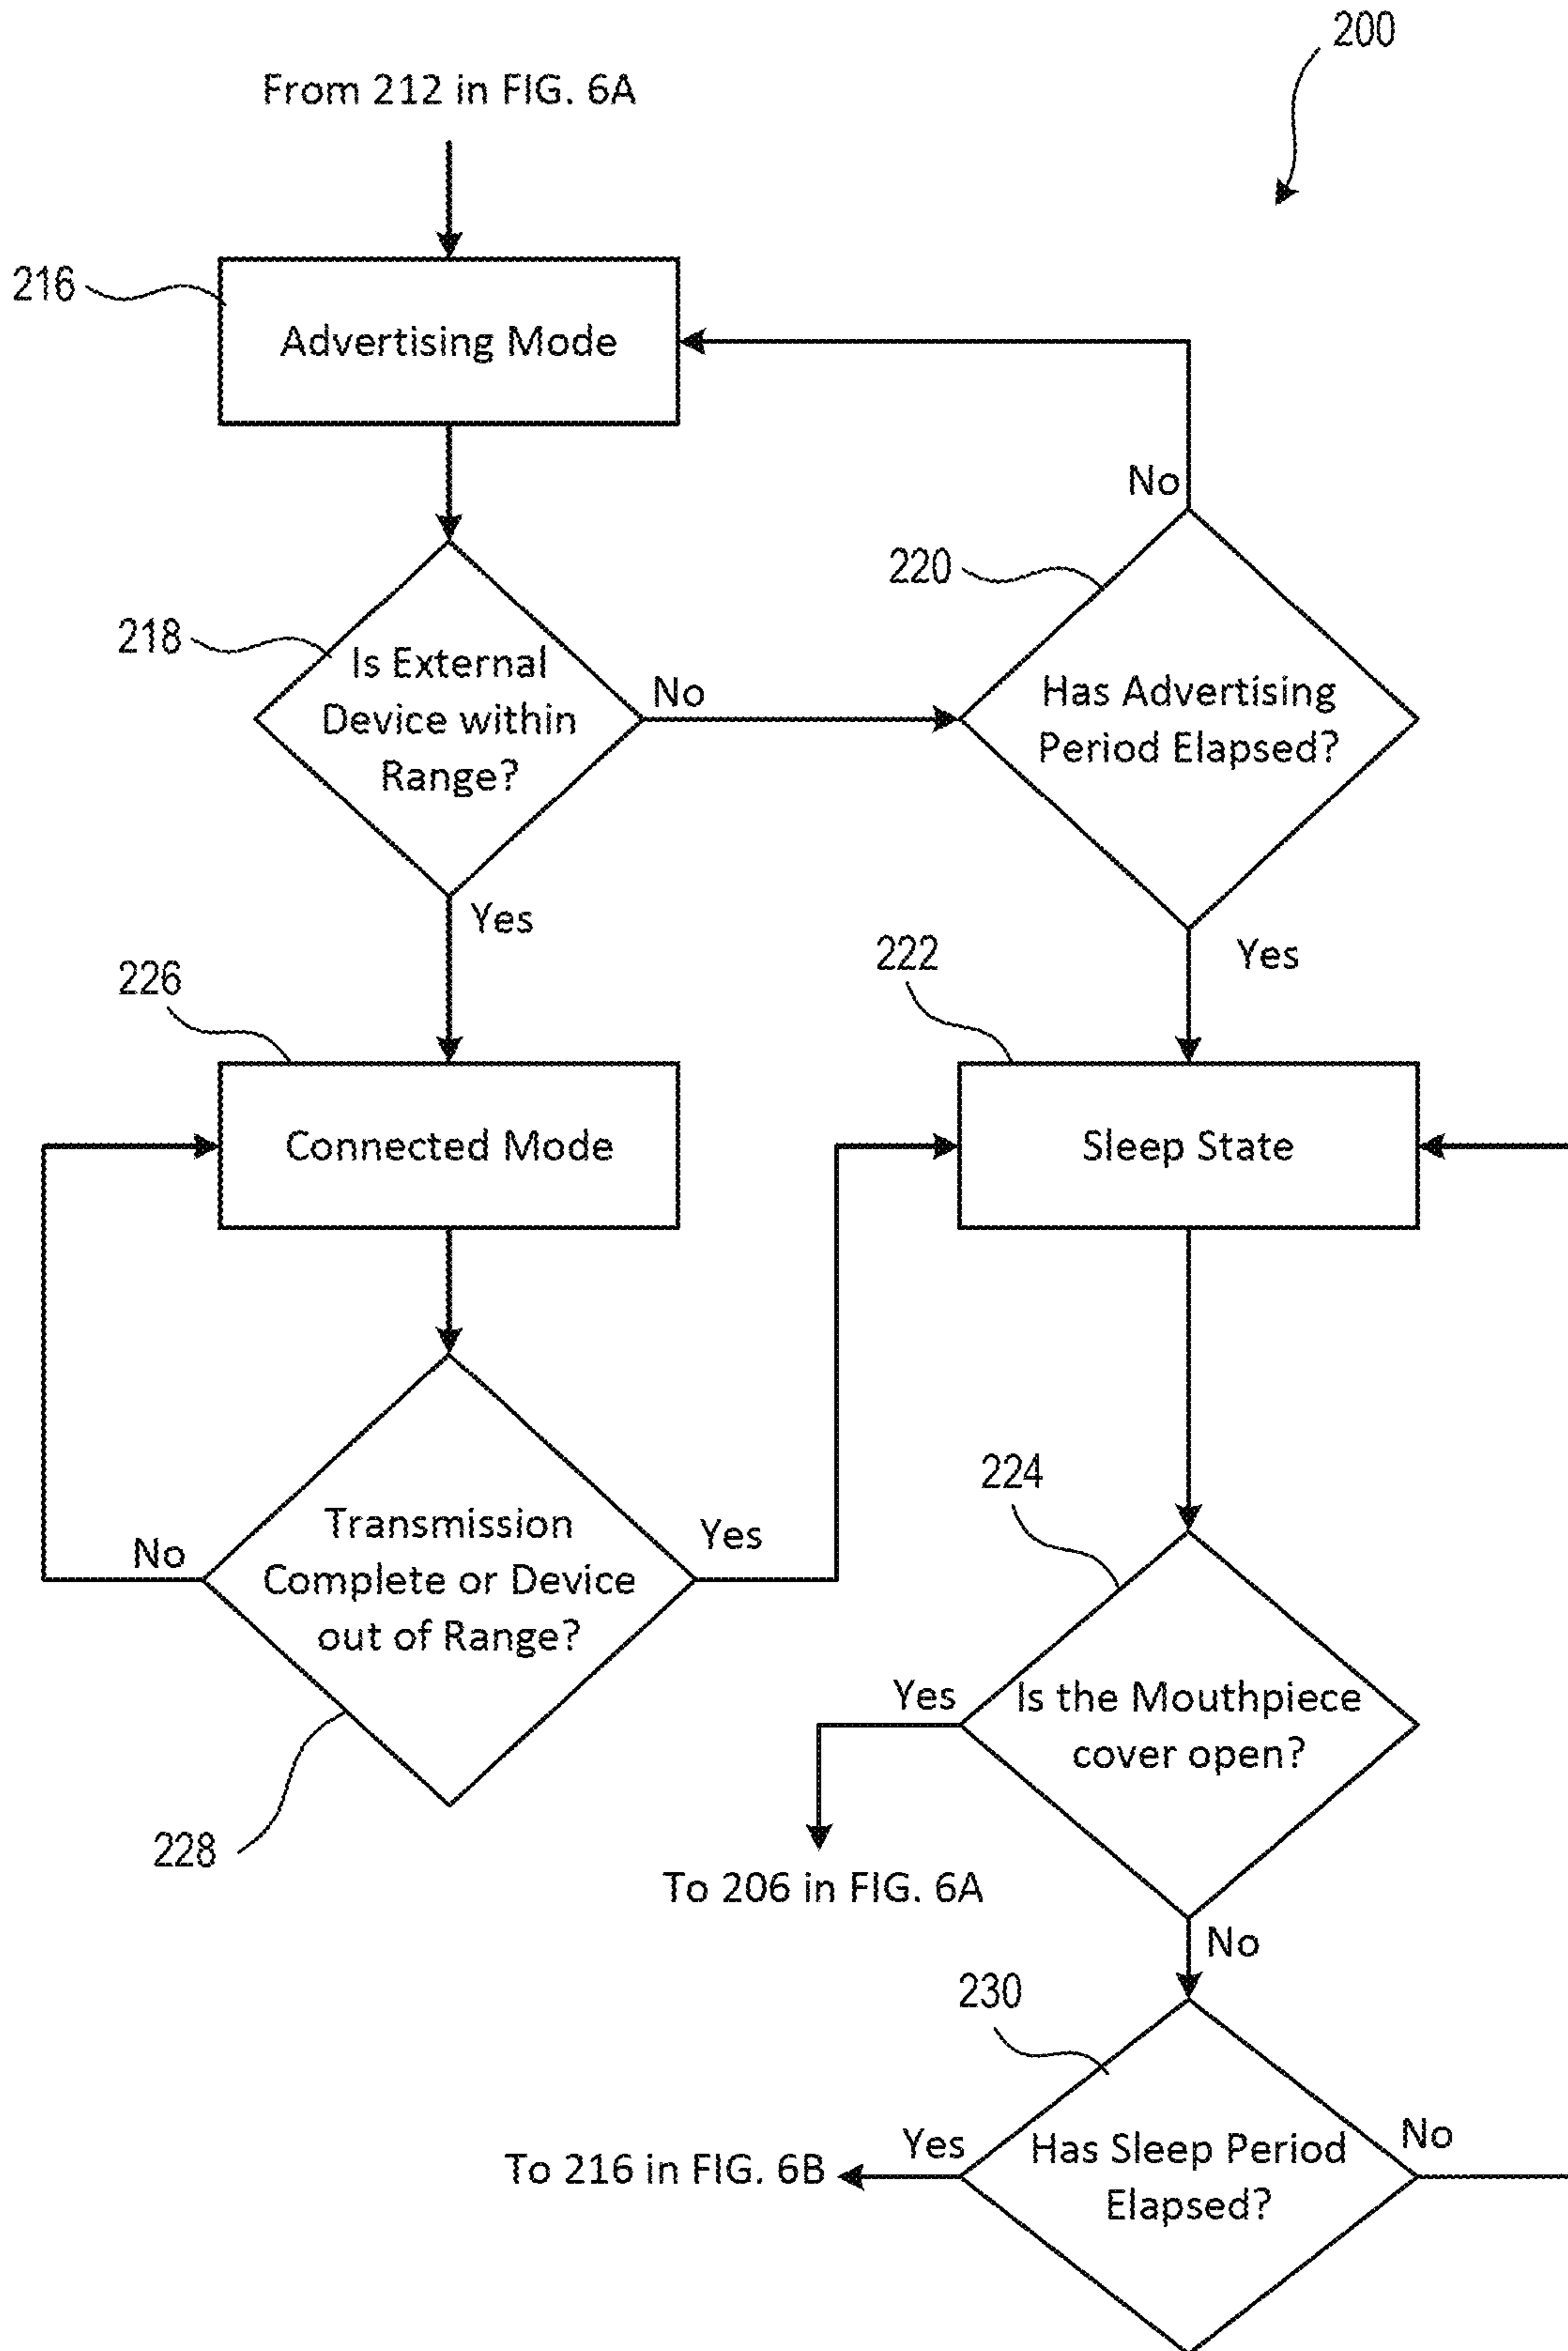 200
From 212 in FIG. 6A
216
Advertising Mode
No
220
218
Is External
Device within
Range?
No
Has Advertising
Period Elapsed?
Yes
222
Yes
226
Connected Mode
Sleep State
224
Transmission
Complete or Device
out of Range?
No
Yes
Yes
Is the Mouthpiece
cover open?
228
To 206 in FIG. 6A
No
230
Yes
Has Sleep Period
Elapsed?
No
To 216 in FIG. 6B